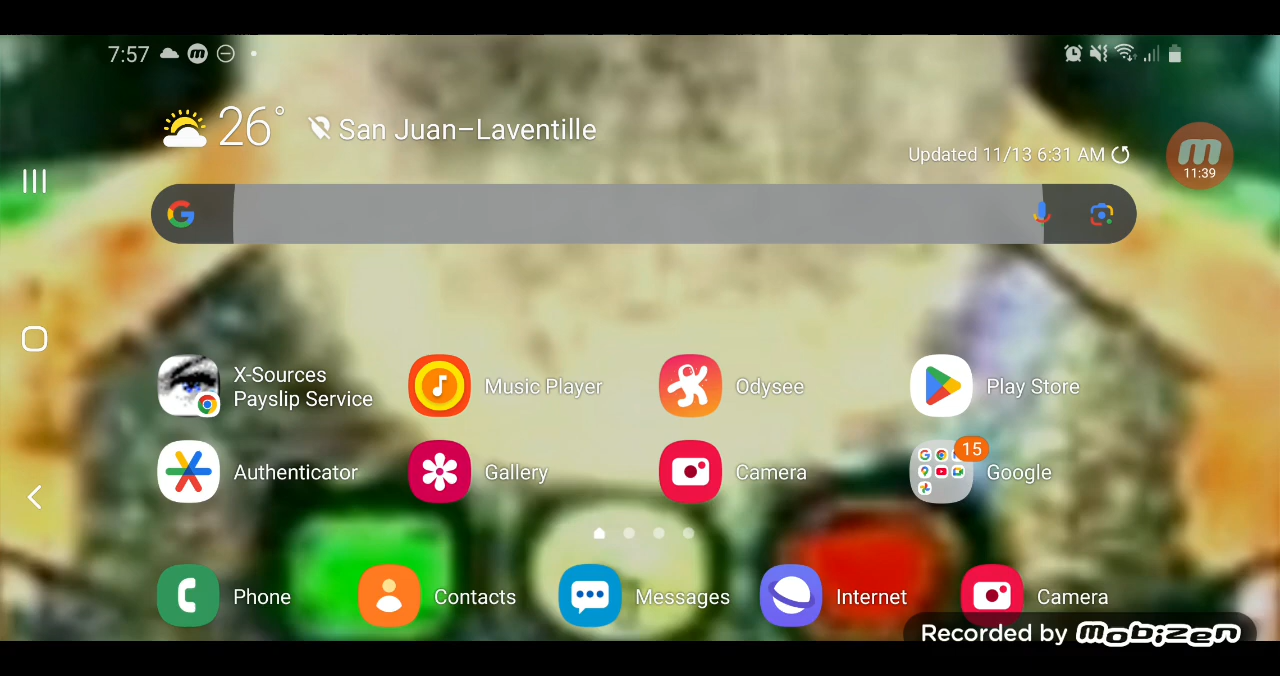 7:57
26°
San Juan–Laventille
Updated 11/13 6:31 AM
m
11:39
X-Sources
Payslip Service
Music Player
Odysee
Play Store
Authenticator
Gallery
Camera
15
Google
Phone
Contacts
Messages
Internet
Camera
Recorded by mobizen